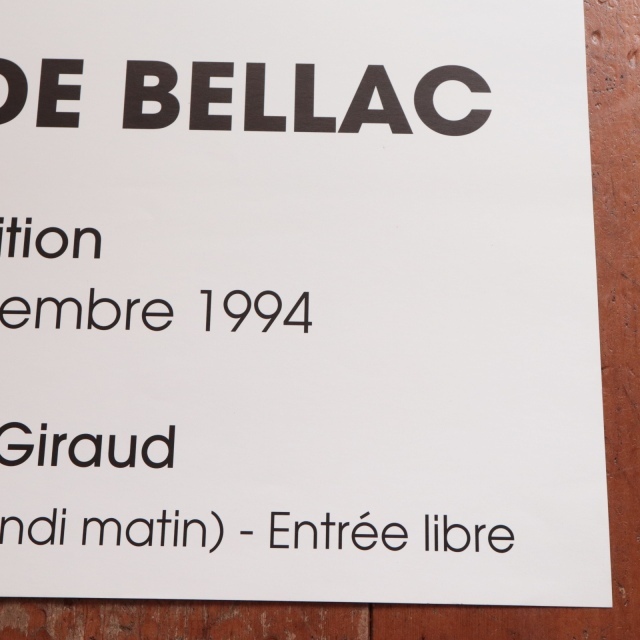 DE BELLAC
ition
embre 1994
Giraud
ndi matin) - Entrée libre